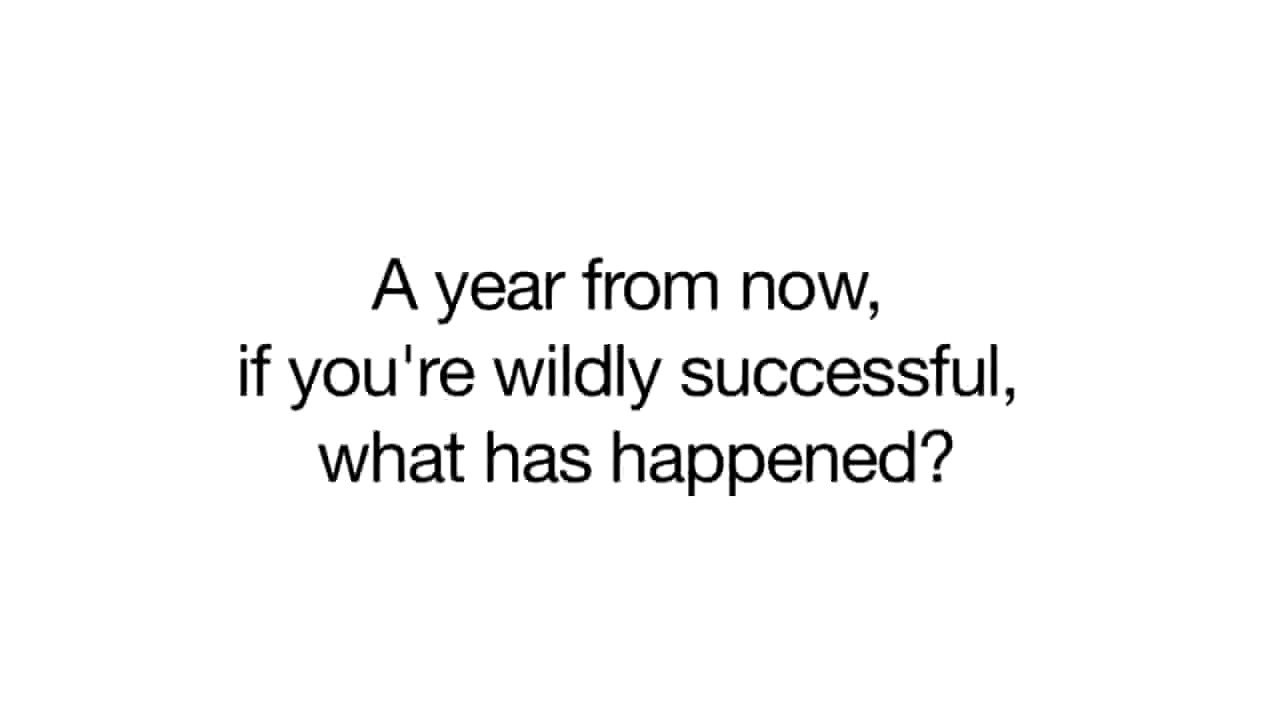 A year from now,
if you're wildly successful,
what has happened?